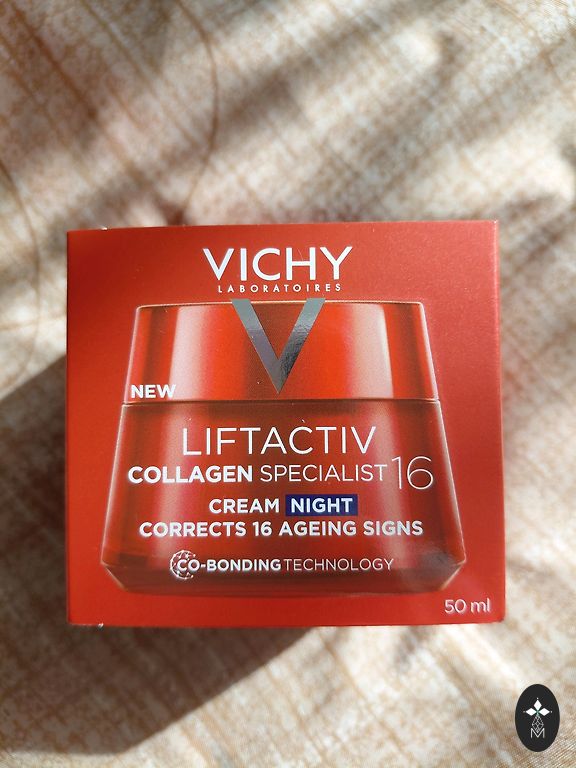 VICHY
LABORATOIRES
V
NEW
LIFTACTIV
COLLAGEN SPECIALIST 16
CREAM NIGHT
CORRECTS 16 AGEING SIGNS
CO-BONDING TECHNOLOGY
50 ml
M